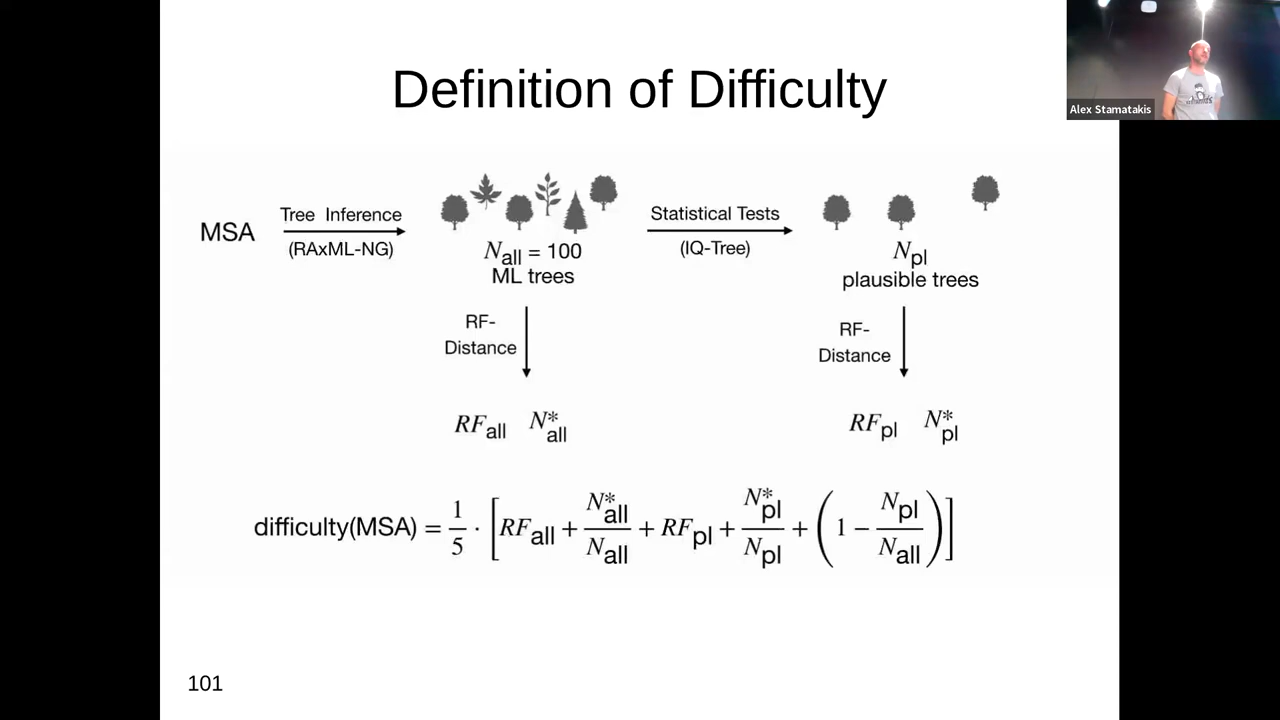 Definition of Difficulty
Alex Stamatakis
MSA
Tree Inference
(RAxML-NG)
N_all = 100
ML trees
Statistical Tests
(IQ-Tree)
N_pl
plausible trees
RF-
Distance
RF-
Distance
RF_all N*_all
RF_pl N*_pl
difficulty(MSA) = 1/5 · [RF_all + N*_all/N_all + RF_pl + N*_pl/N_pl + (1 − N_pl/N_all)]
101